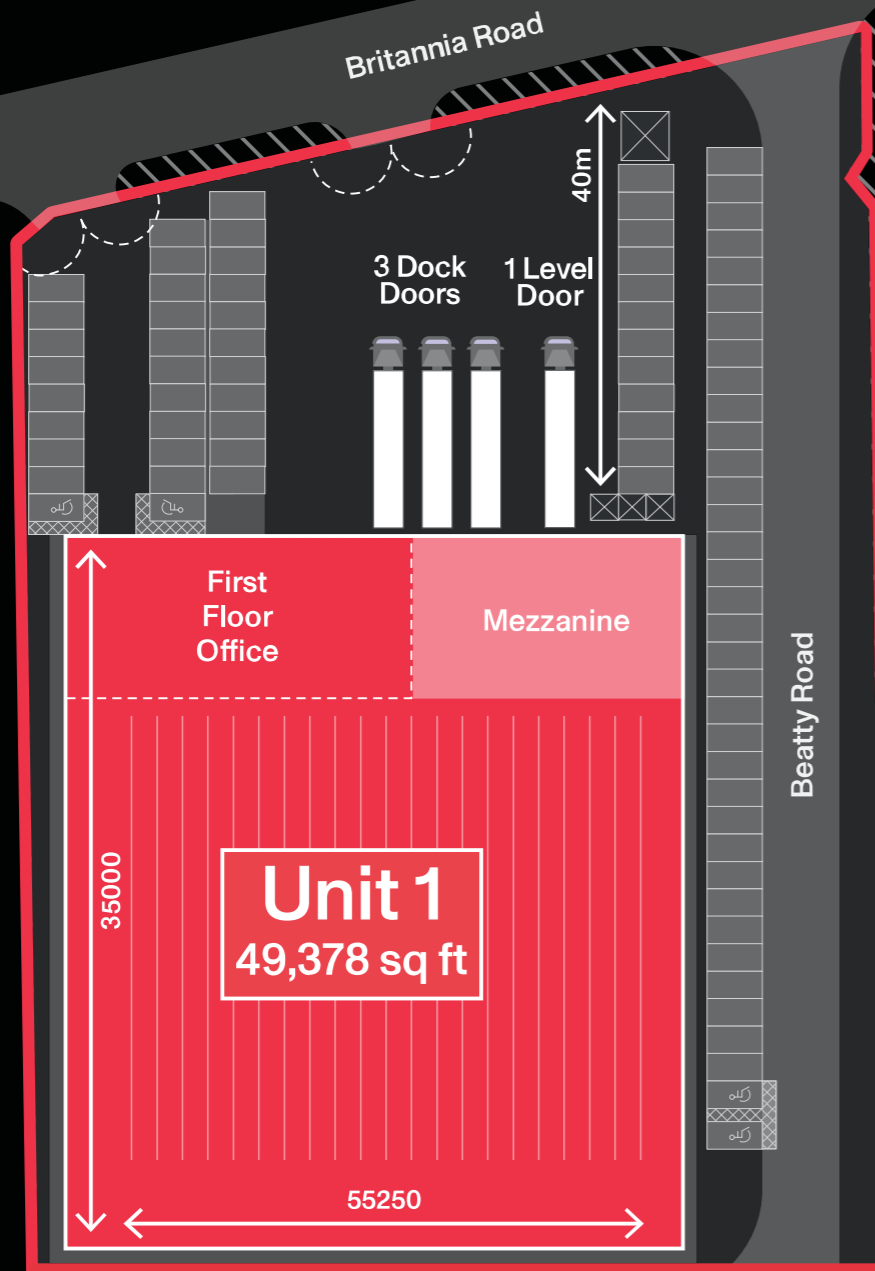 Britannia Road
40m
3 Dock
Doors
1 Level
Door
First
Floor
Office
Mezzanine
Beatty Road
35000
Unit 1
49,378 sq ft
55250